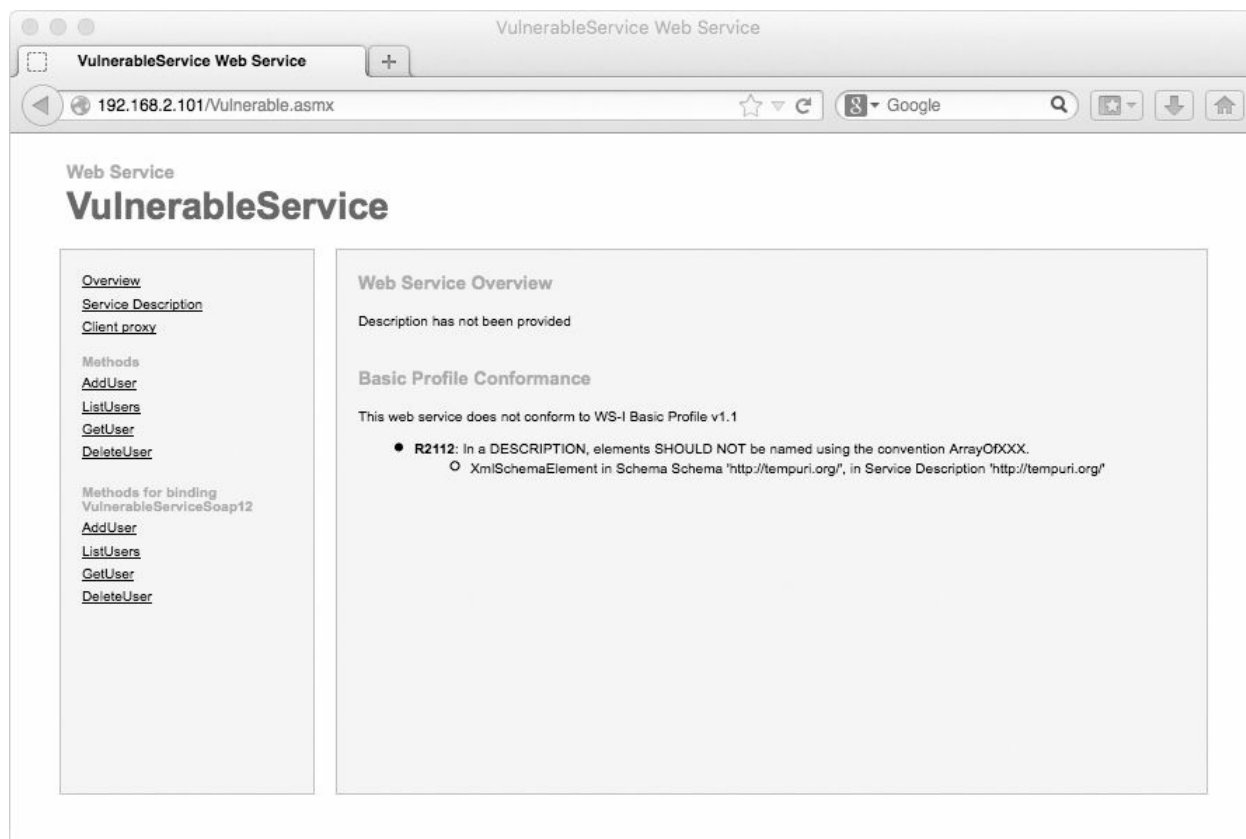 VulnerableService Web Service
VulnerableService Web Service
192.168.2.101/Vulnerable.asmx
8 Google
Web Service
VulnerableService
Overview
Service Description
Client proxy
Methods
AddUser
ListUsers
GetUser
DeleteUser
Methods for binding
VulnerableServiceSoap12
AddUser
ListUsers
GetUser
DeleteUser
Web Service Overview
Description has not been provided
Basic Profile Conformance
This web service does not conform to WS-I Basic Profile v1.1
R2112: In a DESCRIPTION, elements SHOULD NOT be named using the convention ArrayOfXXX.
XmlSchemaElement in Schema Schema 'http://tempuri.org/', in Service Description 'http://tempuri.org/'